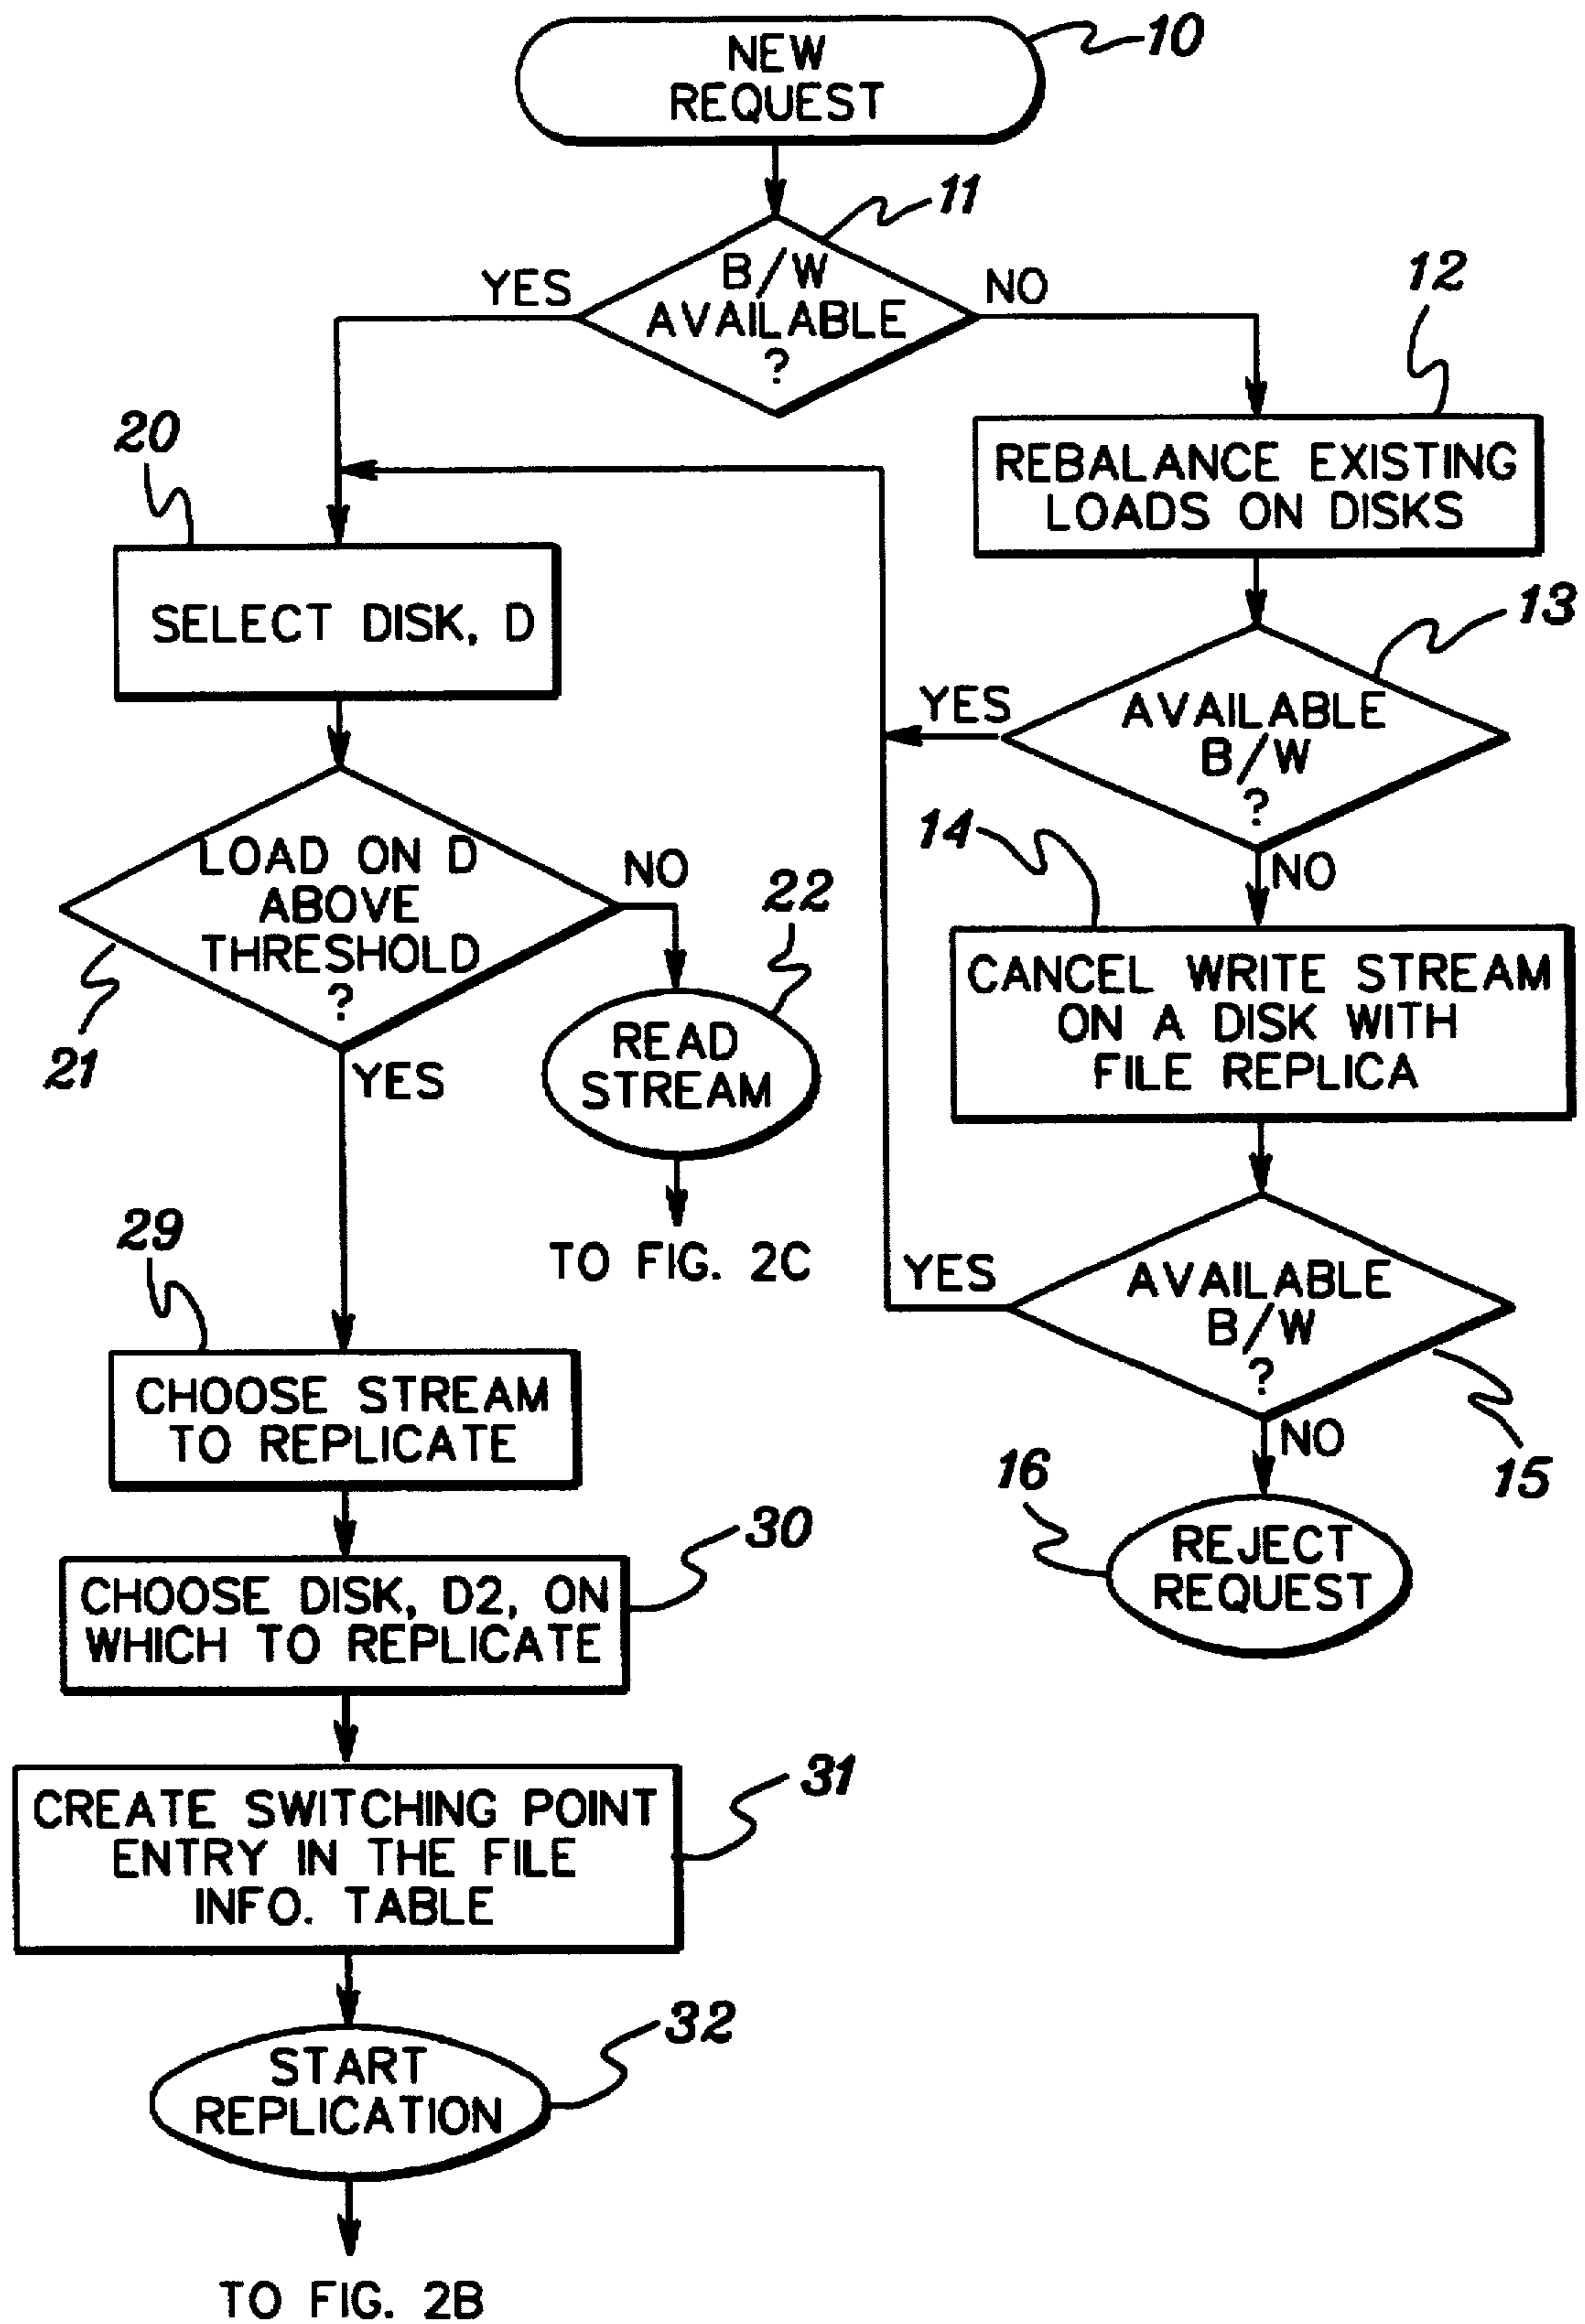 NEW
REQUEST
10
11
B/W
AVAILABLE
?
YES
NO
12
REBALANCE EXISTING
LOADS ON DISKS
20
SELECT DISK, D
13
AVAILABLE
B/W
?
YES
NO
14
CANCEL WRITE STREAM
ON A DISK WITH
FILE REPLICA
LOAD ON D
ABOVE
THRESHOLD
?
21
NO
YES
22
READ
STREAM
TO FIG. 2C
AVAILABLE
B/W
?
YES
NO
15
16
REJECT
REQUEST
29
CHOOSE STREAM
TO REPLICATE
30
CHOOSE DISK, D2, ON
WHICH TO REPLICATE
31
CREATE SWITCHING POINT
ENTRY IN THE FILE
INFO. TABLE
32
START
REPLICATION
TO FIG. 2B